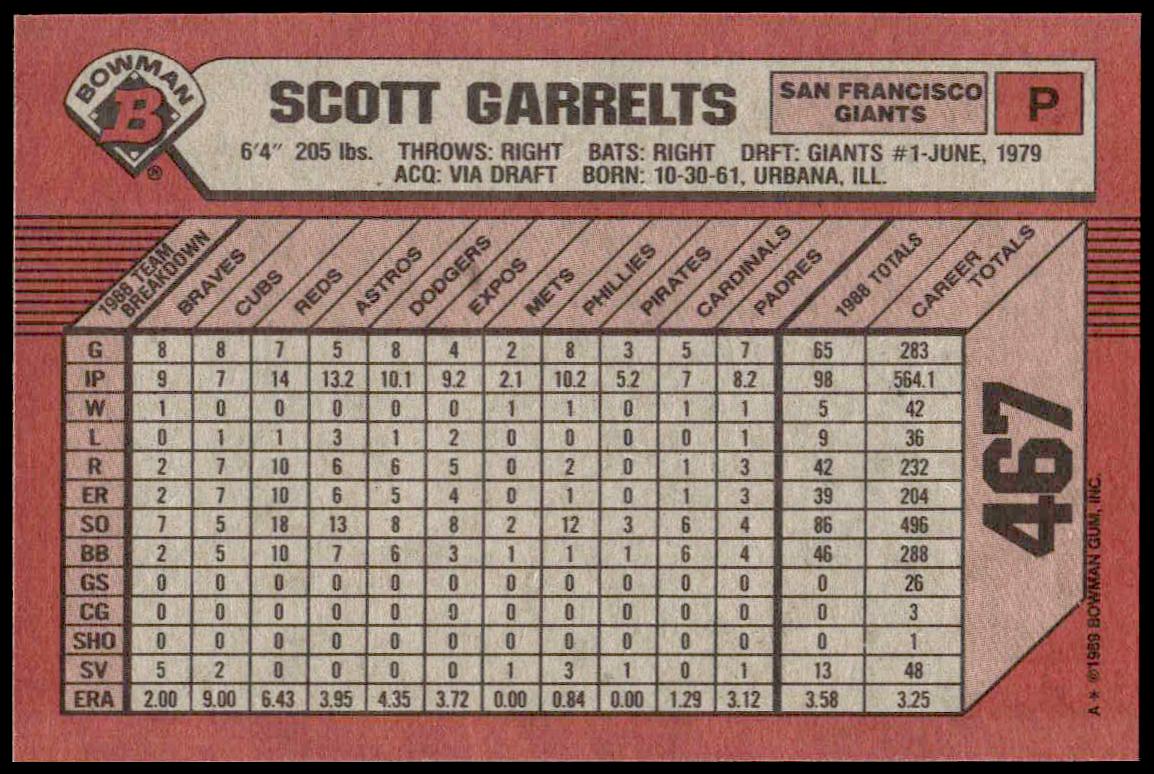 BOWMAN
B
®
SCOTT GARRELTS
SAN FRANCISCO
GIANTS
P
6'4" 205 lbs. THROWS: RIGHT BATS: RIGHT DRFT: GIANTS #1-JUNE, 1979
ACQ: VIA DRAFT BORN: 10-30-61, URBANA, ILL.
1988 TEAM BREAKDOWN BRAVES CUBS REDS ASTROS DODGERS EXPOS METS PHILLIES PIRATES CARDINALS PADRES 1988 TOTALS CAREER TOTALS
G 8 8 7 5 8 4 2 8 3 5 7 65 283
IP 9 7 14 13.2 10.1 9.2 2.1 10.2 5.2 7 8.2 98 564.1
W 1 0 0 0 0 0 1 1 0 1 1 5 42
L 0 1 1 3 1 2 0 0 0 0 1 9 36
R 2 7 10 6 6 5 0 2 0 1 3 42 232
ER 2 7 10 6 5 4 0 1 0 1 3 39 204
SO 7 5 18 13 8 8 2 12 3 6 4 86 496
BB 2 5 10 7 6 3 1 1 1 6 4 46 288
GS 0 0 0 0 0 0 0 0 0 0 0 0 26
CG 0 0 0 0 0 0 0 0 0 0 0 0 3
SHO 0 0 0 0 0 0 0 0 0 0 0 0 1
SV 5 2 0 0 0 0 1 3 1 0 1 13 48
ERA 2.00 9.00 6.43 3.95 4.35 3.72 0.00 0.84 0.00 1.29 3.12 3.58 3.25
467
A * ©1989 BOWMAN GUM, INC.